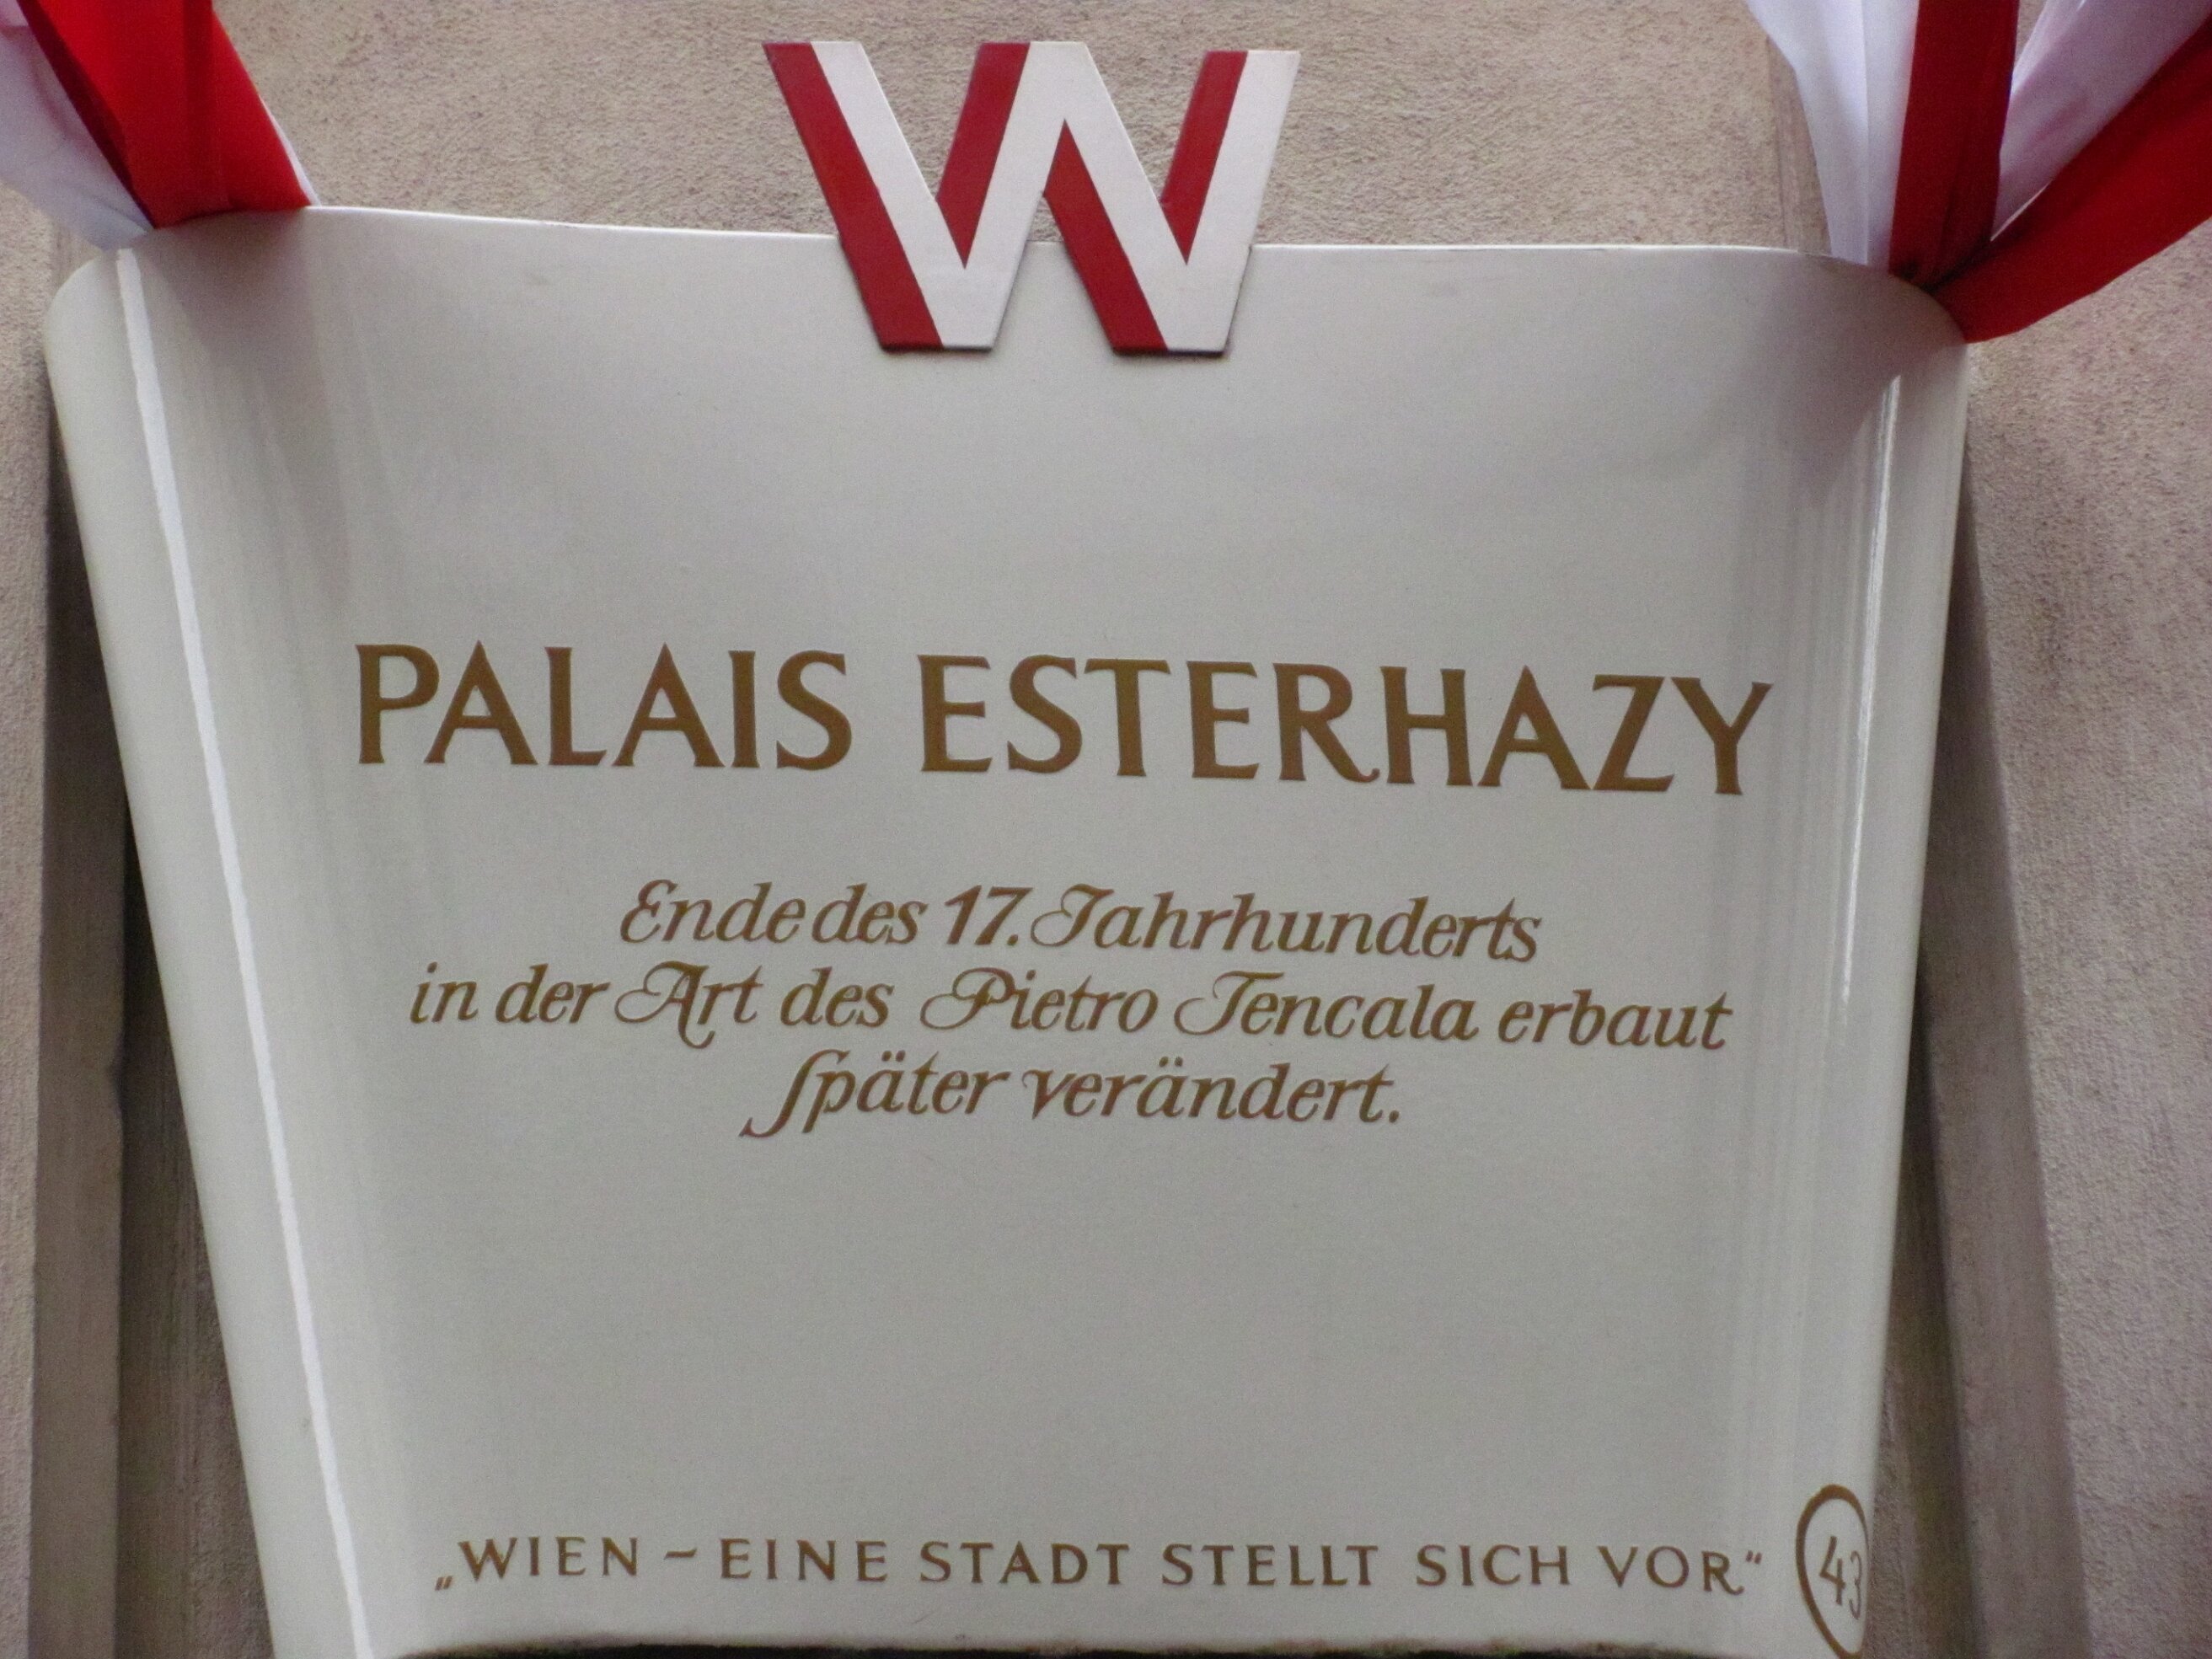 W
PALAIS ESTERHAZY
Ende des 17. Jahrhunderts
in der Art des Pietro Tencala erbaut
Später verändert.
„WIEN – EINE STADT STELLT SICH VOR“ 43